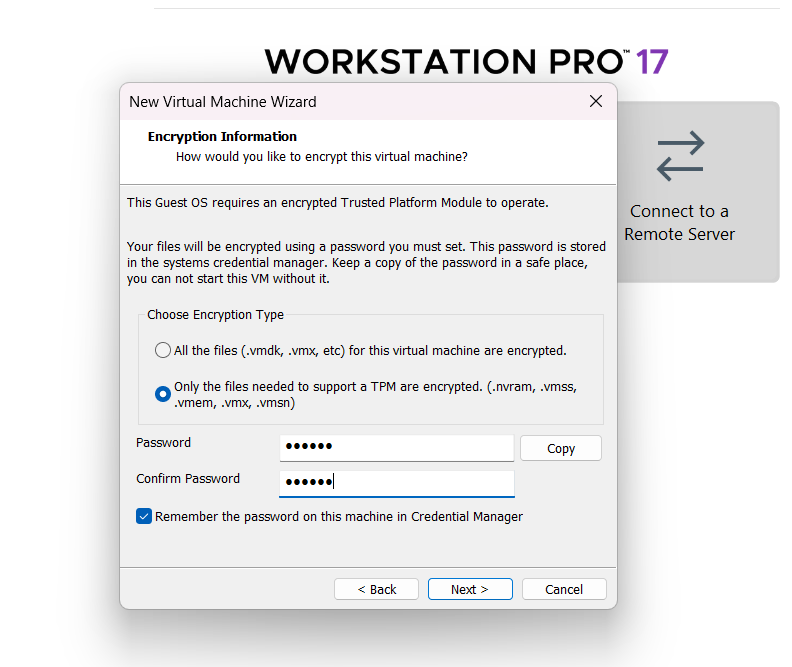 WORKSTATION PRO™ 17
New Virtual Machine Wizard
Encryption Information
How would you like to encrypt this virtual machine?
This Guest OS requires an encrypted Trusted Platform Module to operate.
Your files will be encrypted using a password you must set. This password is stored
in the systems credential manager. Keep a copy of the password in a safe place,
you can not start this VM without it.
Choose Encryption Type
All the files (.vmdk, .vmx, etc) for this virtual machine are encrypted.
Only the files needed to support a TPM are encrypted. (.nvram, .vmss,
.vmem, .vmx, .vmsn)
Password
●●●●●●
Copy
Confirm Password
●●●●●●
Remember the password on this machine in Credential Manager
< Back
Next >
Cancel
Connect to a
Remote Server